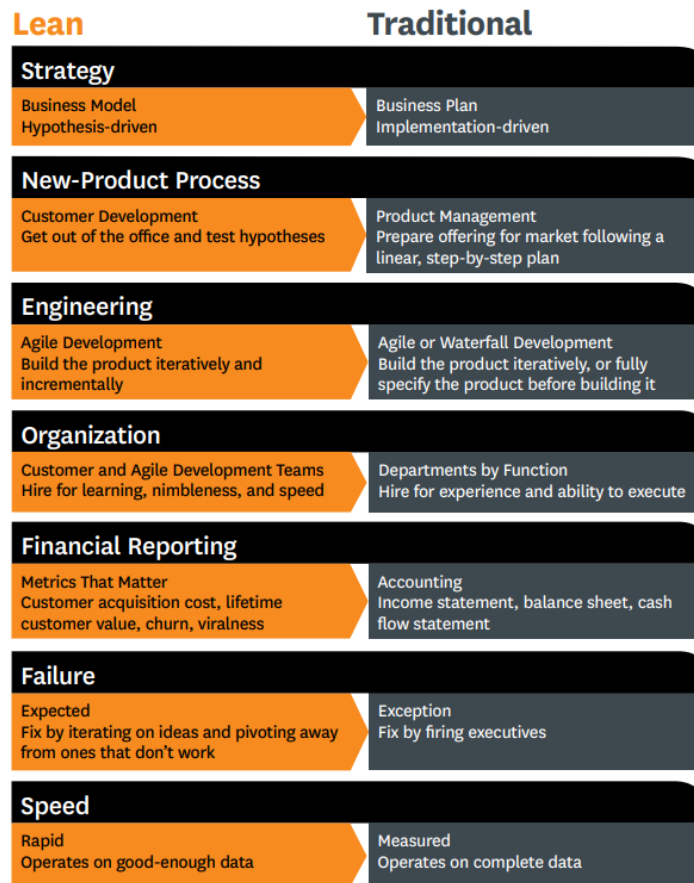 Lean
Traditional
Strategy
Business Model
Hypothesis-driven
Business Plan
Implementation-driven
New-Product Process
Customer Development
Get out of the office and test hypotheses
Product Management
Prepare offering for market following a
linear, step-by-step plan
Engineering
Agile Development
Build the product iteratively and
incrementally
Agile or Waterfall Development
Build the product iteratively, or fully
specify the product before building it
Organization
Customer and Agile Development Teams
Hire for learning, nimbleness, and speed
Departments by Function
Hire for experience and ability to execute
Financial Reporting
Metrics That Matter
Customer acquisition cost, lifetime
customer value, churn, viralness
Accounting
Income statement, balance sheet, cash
flow statement
Failure
Expected
Fix by iterating on ideas and pivoting away
from ones that don’t work
Exception
Fix by firing executives
Speed
Rapid
Operates on good-enough data
Measured
Operates on complete data